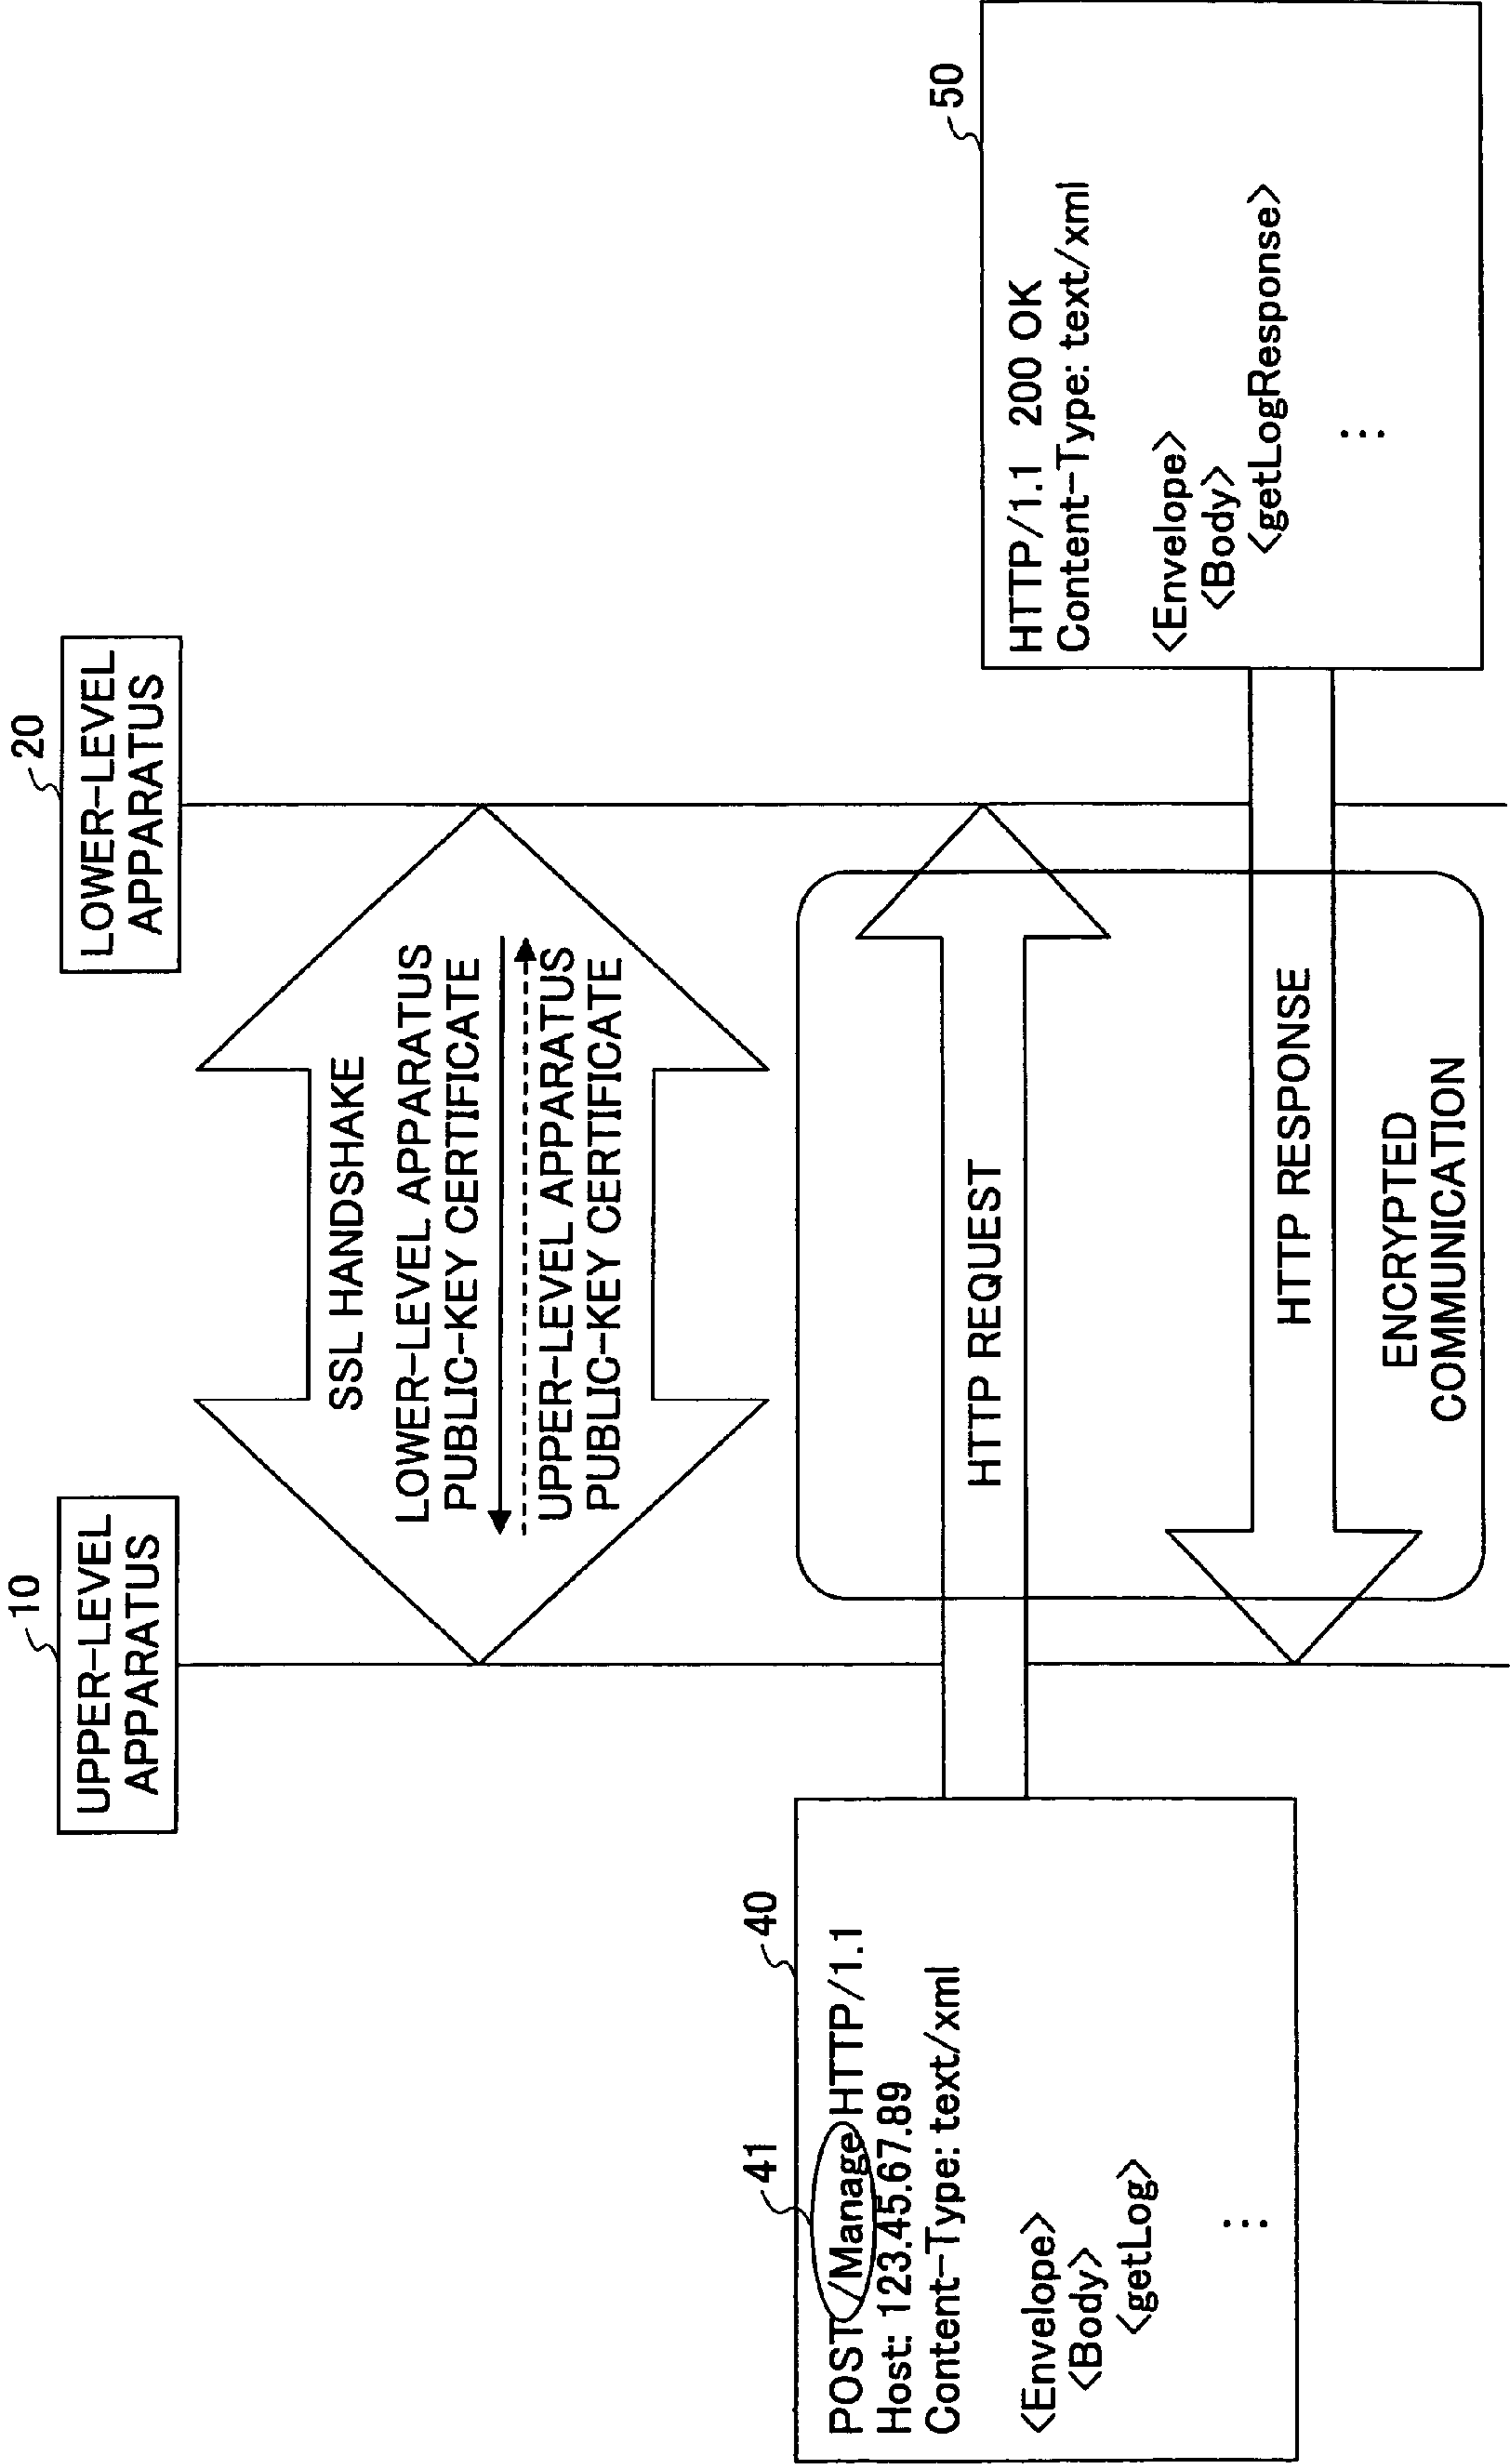 10
UPPER-LEVEL
APPARATUS
20
LOWER-LEVEL
APPARATUS
SSL HANDSHAKE
LOWER-LEVEL APPARATUS
PUBLIC-KEY CERTIFICATE
UPPER-LEVEL APPARATUS
PUBLIC-KEY CERTIFICATE
41
40
POST /Manage HTTP/1.1
Host: 123.45.67.89
Content-Type: text/xml
<Envelope>
<Body>
<getLog>
⋮
HTTP REQUEST
50
HTTP/1.1 200 OK
Content-Type: text/xml
<Envelope>
<Body>
<getLogResponse>
⋮
HTTP RESPONSE
ENCRYPTED
COMMUNICATION